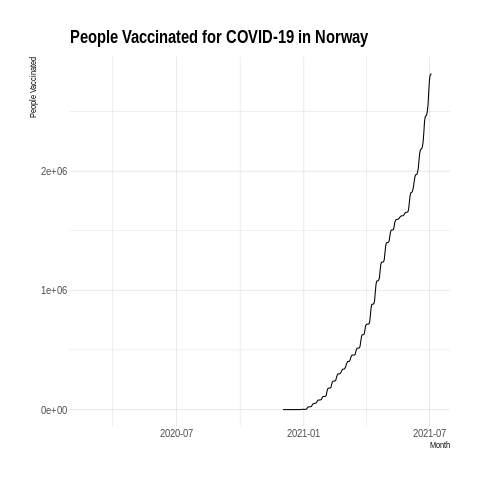 People Vaccinated for COVID-19 in Norway
People Vaccinated
2e+06
1e+06
0e+00
2020-07
2021-01
2021-07
Month